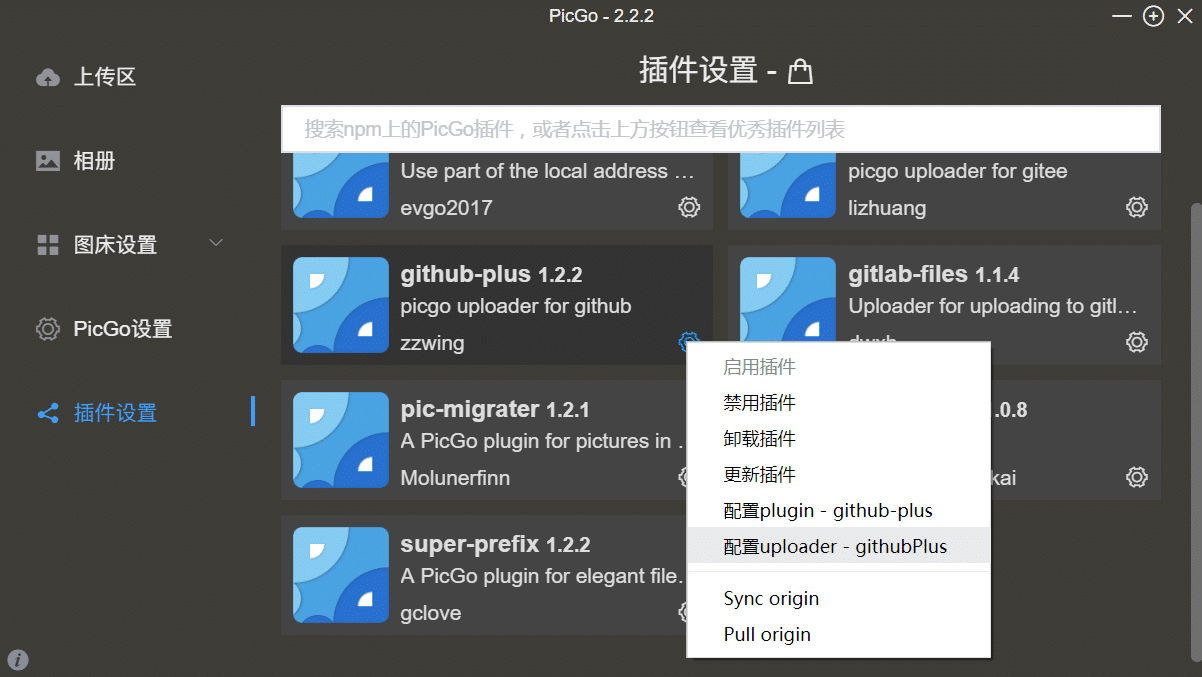 PicGo - 2.2.2
上传区
相册
图床设置
PicGo设置
插件设置
插件设置 -
搜索npm上的PicGo插件，或者点击上方按钮查看优秀插件列表
Use part of the local address …
evgo2017
picgo uploader for gitee
lizhuang
github-plus 1.2.2
picgo uploader for github
zzwing
gitlab-files 1.1.4
Uploader for uploading to gitl…
pic-migrater 1.2.1
A PicGo plugin for pictures in .
Molunerfinn
.0.8
kai
super-prefix 1.2.2
A PicGo plugin for elegant file.
gclove
启用插件
禁用插件
卸载插件
更新插件
配置plugin - github-plus
配置uploader - githubPlus
Sync origin
Pull origin